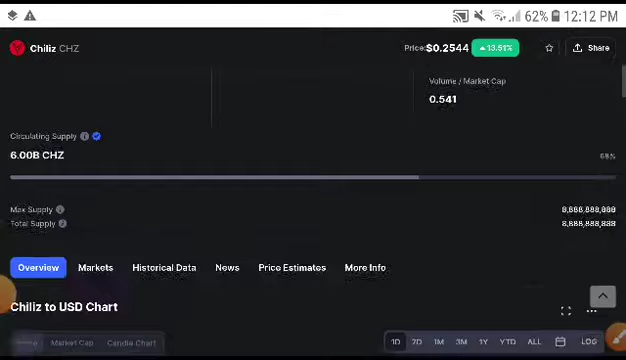 62% 12:12 PM
Chiliz CHZ
Price: $0.2544 13.51% Share
Volume / Market Cap
0.541
Circulating Supply
6.00B CHZ
68%
Max Supply 8,888,888,888
Total Supply 8,888,888,888
Overview Markets Historical Data News Price Estimates More Info
Chiliz to USD Chart
Market Cap Candle Chart 1D 7D 1M 3M 1Y YTD ALL LOG